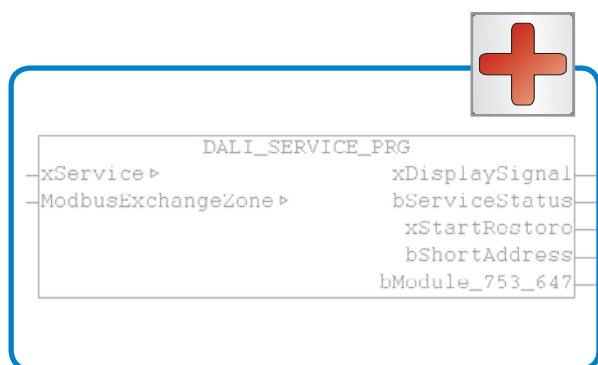 DALI_SERVICE_PRG
xService▷ xDisplaySignal
ModbusExchangeZone▷ bServiceStatus
xStartRestore
bShortAddress
bModule_753_647